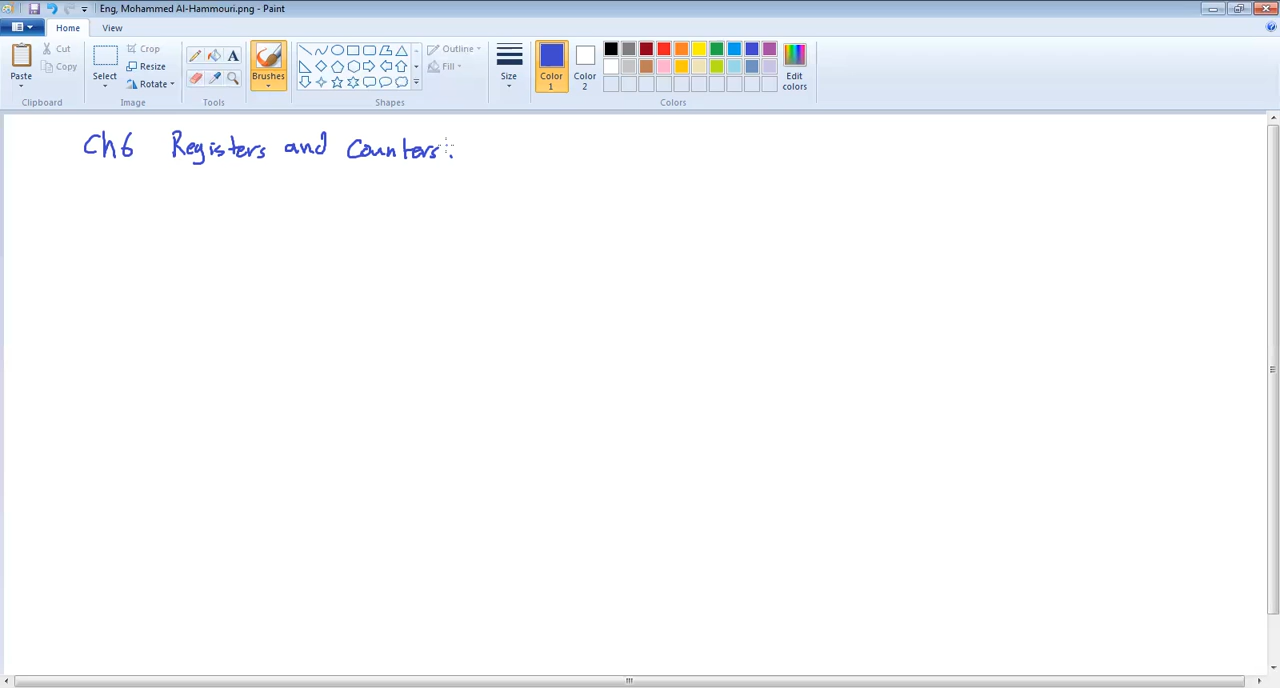 Eng, Mohammed Al-Hammouri.png - Paint
Home View
Paste
Cut
Copy
Clipboard
Select
Crop
Resize
Rotate
Image
A
Tools
Brushes
Outline
Fill
Shapes
Size
Color 1
Color 2
Edit colors
Colors
Ch6 Registers and Counters: